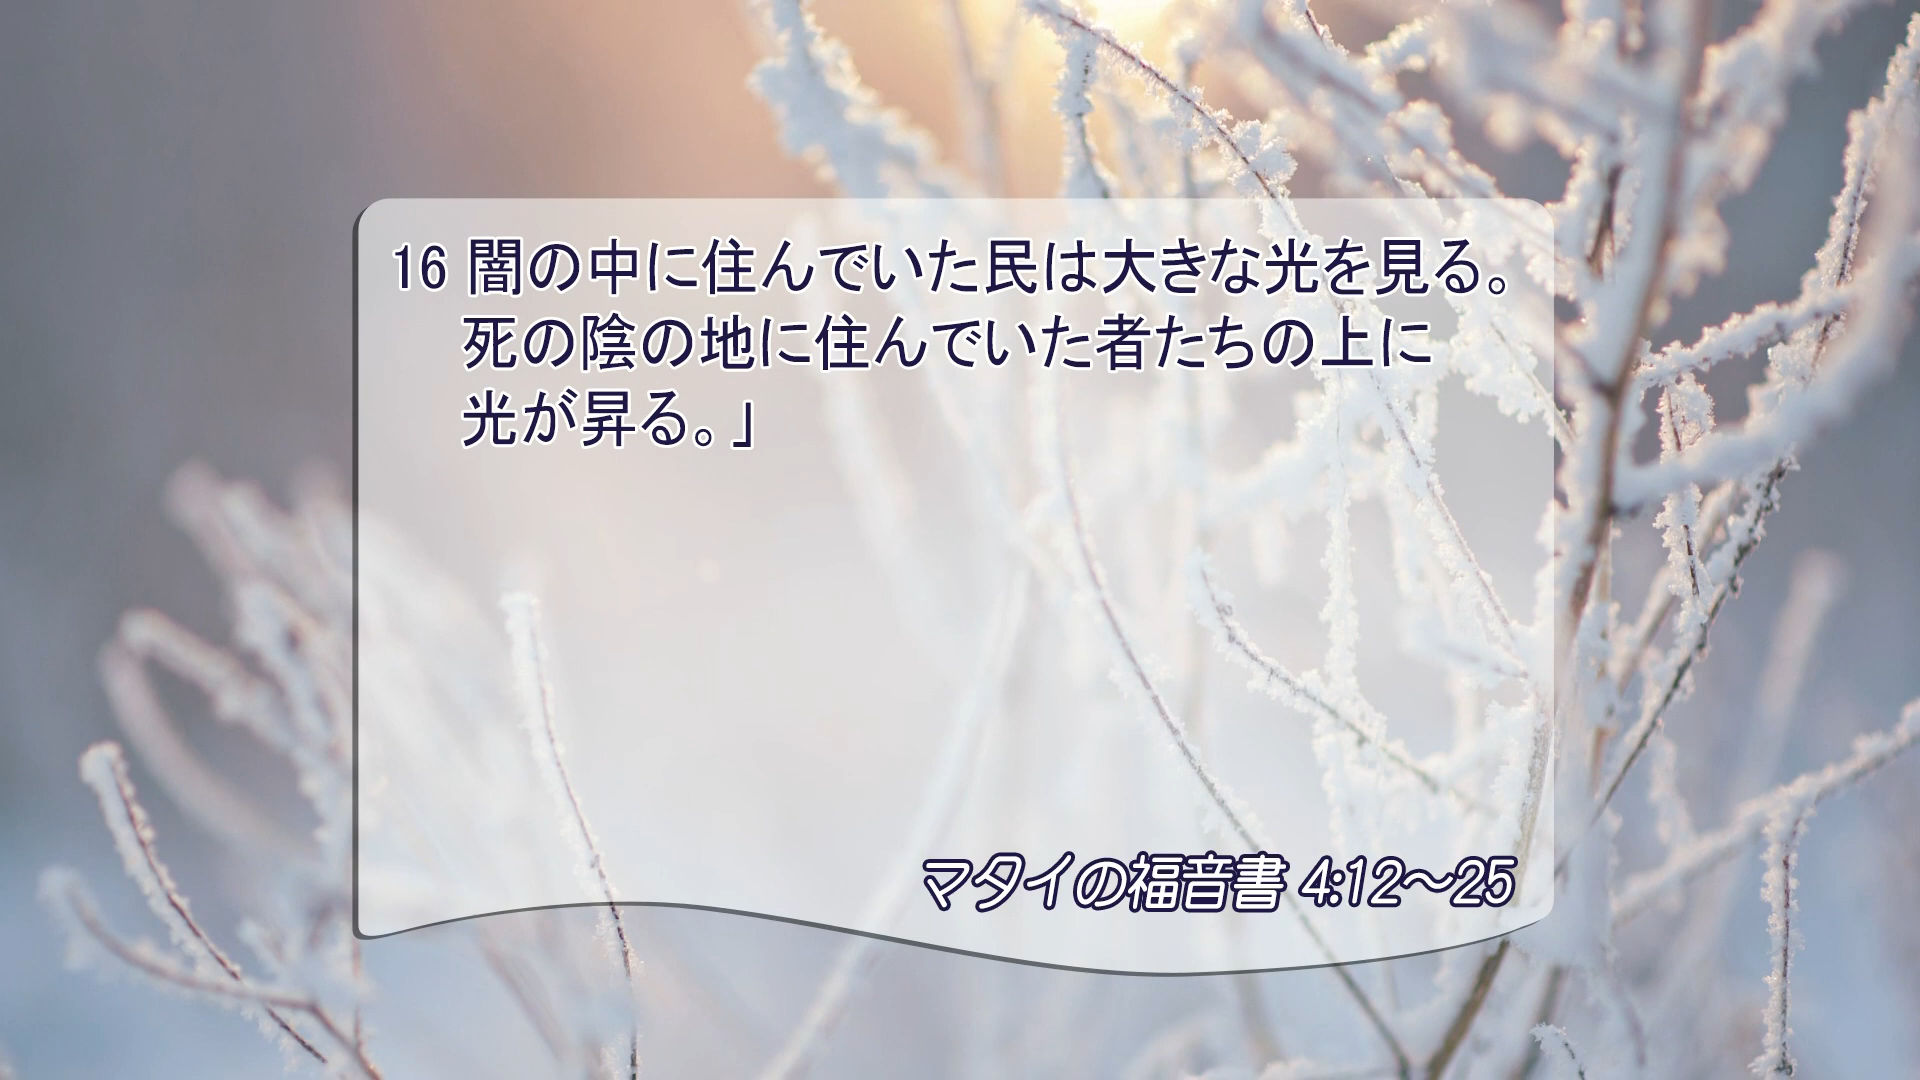 16 闇の中に住んでいた民は大きな光を見る。
死の陰の地に住んでいた者たちの上に
光が昇る。」
マタイの福音書 4:12～25